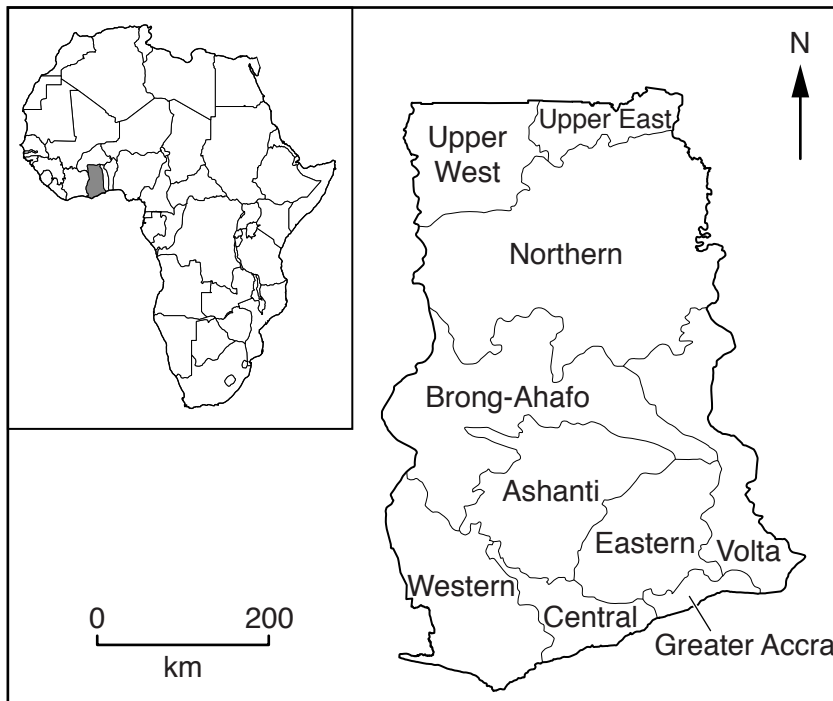 N
Upper East
Upper
West
Northern
Brong-Ahafo
Ashanti
Eastern
Volta
Western
Central
Greater Accra
0
200
km